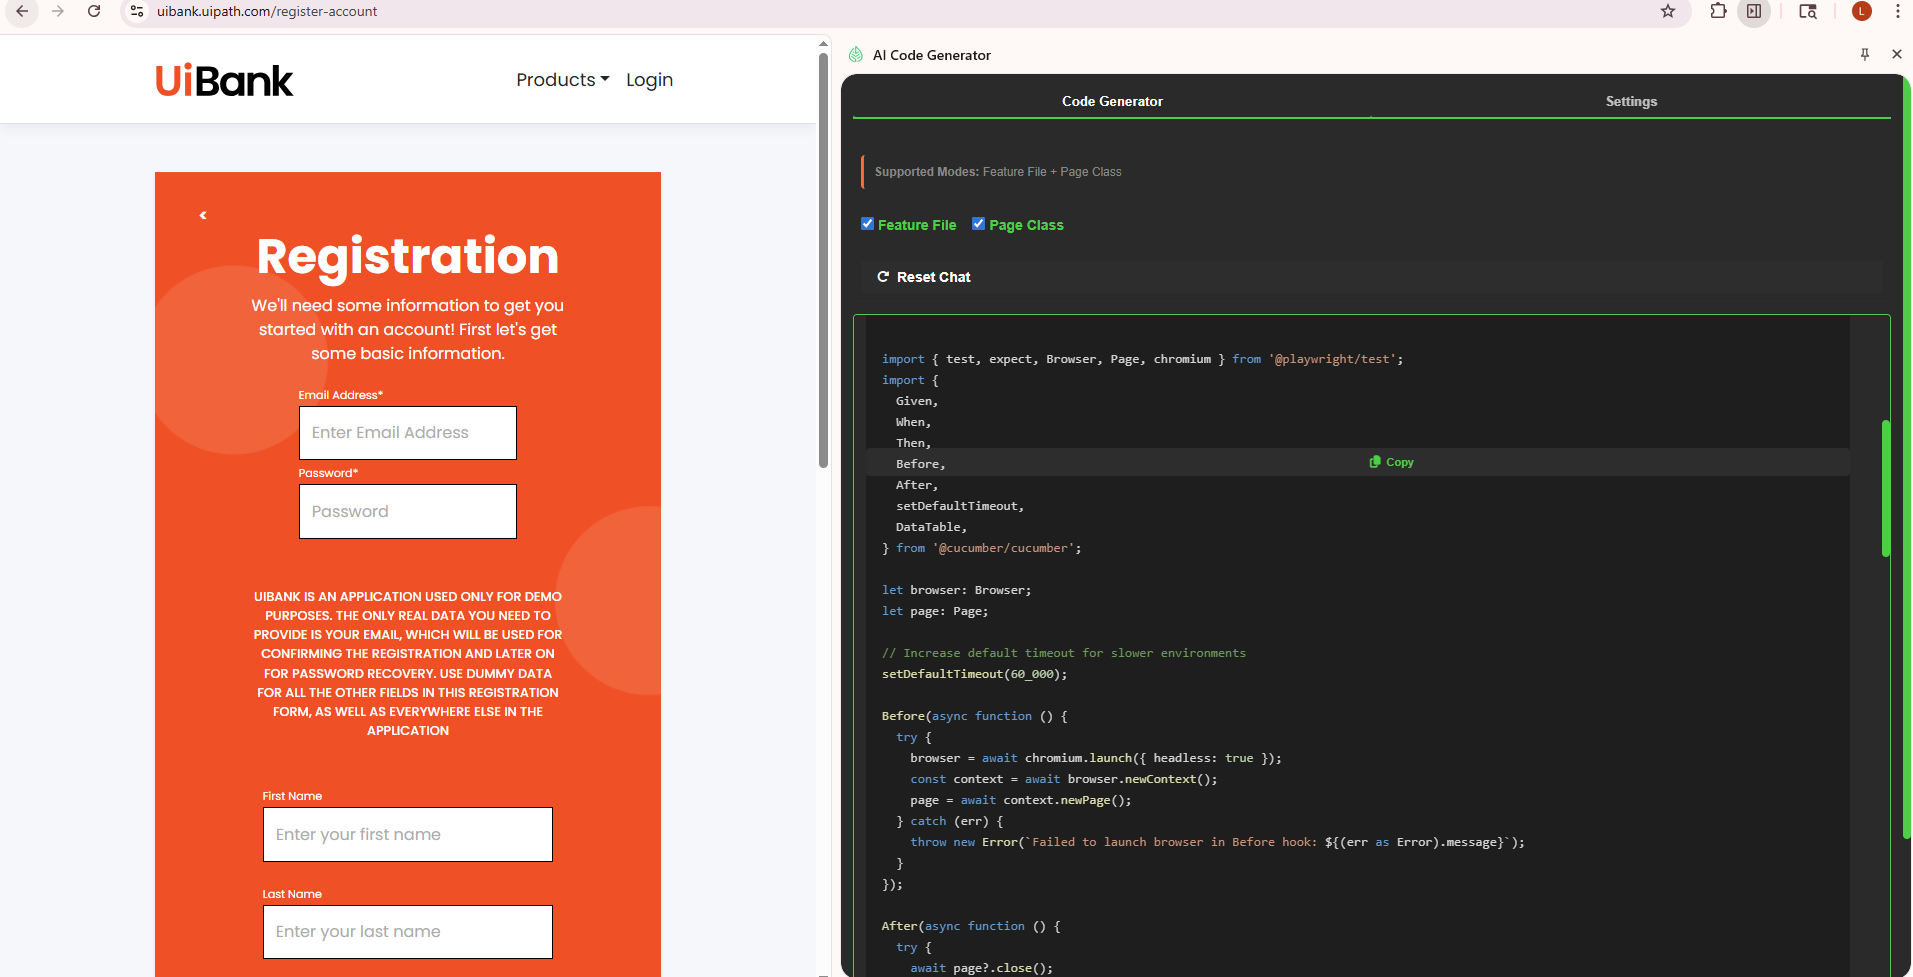 uibank.uipath.com/register-account
L
UiBank
Products
Login
Registration
We'll need some information to get you
started with an account! First let's get
some basic information.
Email Address*
Enter Email Address
Password*
Password
UIBANK IS AN APPLICATION USED ONLY FOR DEMO
PURPOSES. THE ONLY REAL DATA YOU NEED TO
PROVIDE IS YOUR EMAIL, WHICH WILL BE USED FOR
CONFIRMING THE REGISTRATION AND LATER ON
FOR PASSWORD RECOVERY. USE DUMMY DATA
FOR ALL THE OTHER FIELDS IN THIS REGISTRATION
FORM, AS WELL AS EVERYWHERE ELSE IN THE
APPLICATION
First Name
Enter your first name
Last Name
Enter your last name
AI Code Generator
Code Generator
Settings
Supported Modes: Feature File + Page Class
Feature File
Page Class
Reset Chat
Copy
import { test, expect, Browser, Page, chromium } from '@playwright/test';
import {
  Given,
  When,
  Then,
  Before,
  After,
  setDefaultTimeout,
  DataTable,
} from '@cucumber/cucumber';
let browser: Browser;
let page: Page;
// Increase default timeout for slower environments
setDefaultTimeout(60_000);
Before(async function () {
  try {
    browser = await chromium.launch({ headless: true });
    const context = await browser.newContext();
    page = await context.newPage();
  } catch (err) {
    throw new Error(`Failed to launch browser in Before hook: ${(err as Error).message}`);
  }
});
After(async function () {
  try {
    await page?.close();